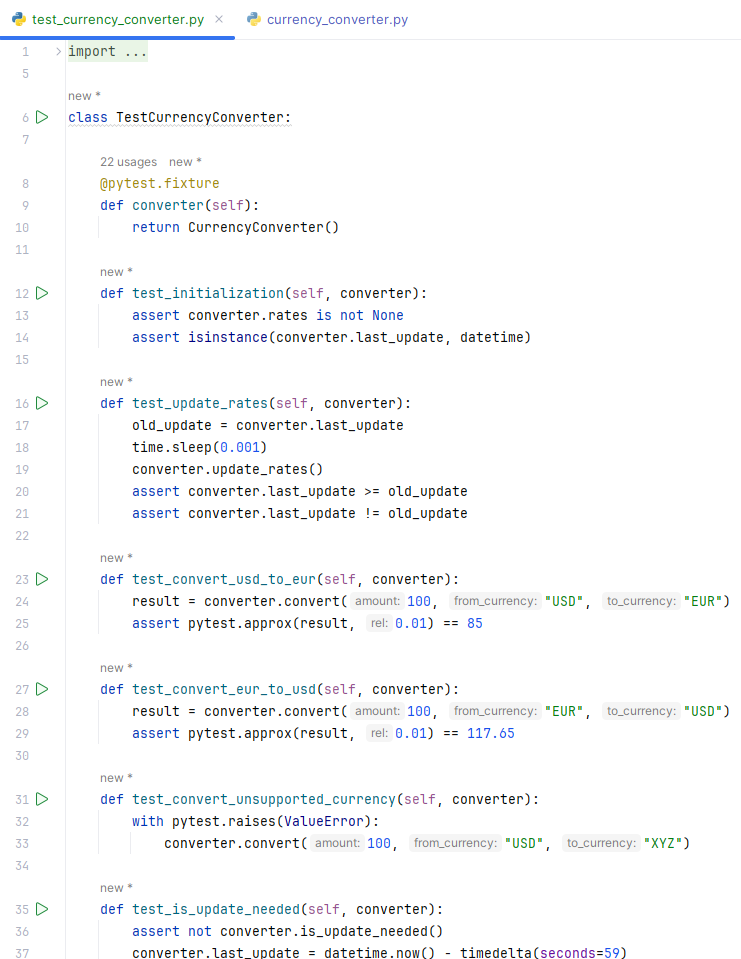 test_currency_converter.py × currency_converter.py
1 import ...
5
new *
6 class TestCurrencyConverter:
7
22 usages new *
8 @pytest.fixture
9 def converter(self):
10 return CurrencyConverter()
11
new *
12 def test_initialization(self, converter):
13 assert converter.rates is not None
14 assert isinstance(converter.last_update, datetime)
15
new *
16 def test_update_rates(self, converter):
17 old_update = converter.last_update
18 time.sleep(0.001)
19 converter.update_rates()
20 assert converter.last_update >= old_update
21 assert converter.last_update != old_update
22
new *
23 def test_convert_usd_to_eur(self, converter):
24 result = converter.convert( amount: 100, from_currency: "USD", to_currency: "EUR")
25 assert pytest.approx(result, rel: 0.01) == 85
26
new *
27 def test_convert_eur_to_usd(self, converter):
28 result = converter.convert( amount: 100, from_currency: "EUR", to_currency: "USD")
29 assert pytest.approx(result, rel: 0.01) == 117.65
30
new *
31 def test_convert_unsupported_currency(self, converter):
32 with pytest.raises(ValueError):
33 converter.convert( amount: 100, from_currency: "USD", to_currency: "XYZ")
34
new *
35 def test_is_update_needed(self, converter):
36 assert not converter.is_update_needed()
37 converter.last_update = datetime.now() - timedelta(seconds=59)